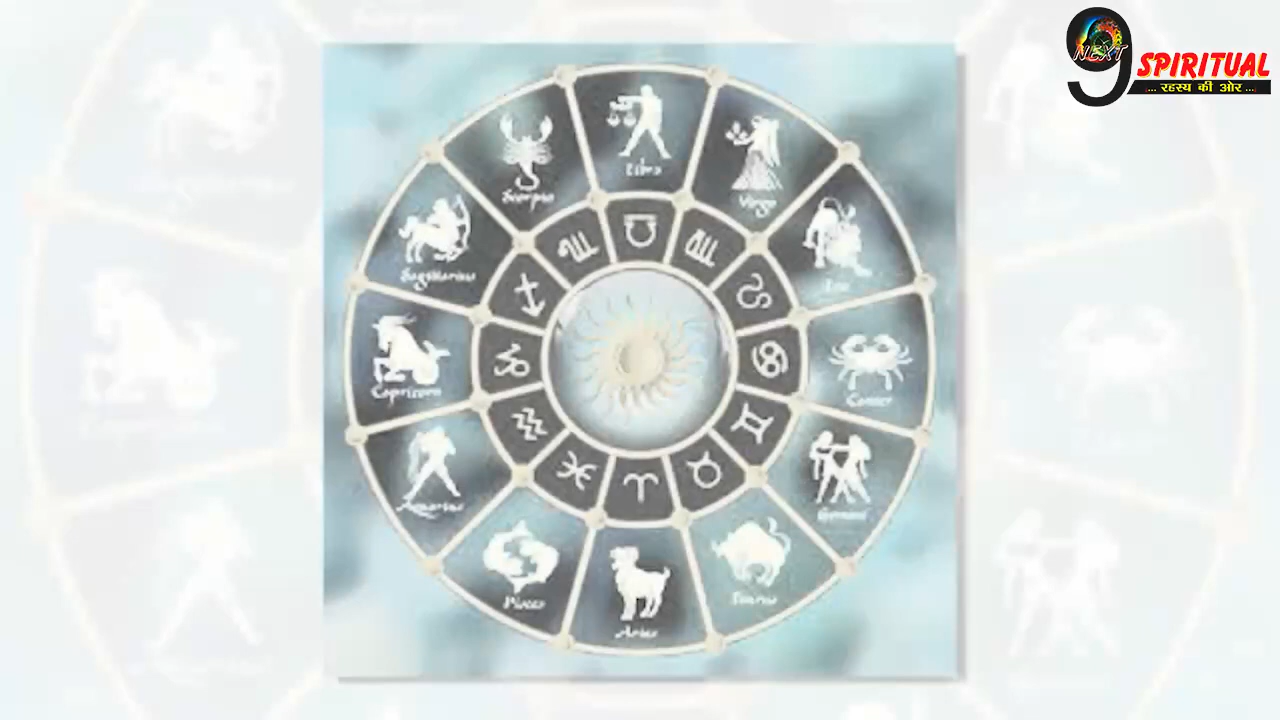 NEXT
9 SPIRITUAL
... रहस्य की ओर ...
Libra
Scorpio
Virgo
Sagittarius
Leo
Capricorn
Cancer
Aquarius
Gemini
Pisces
Taurus
Aries